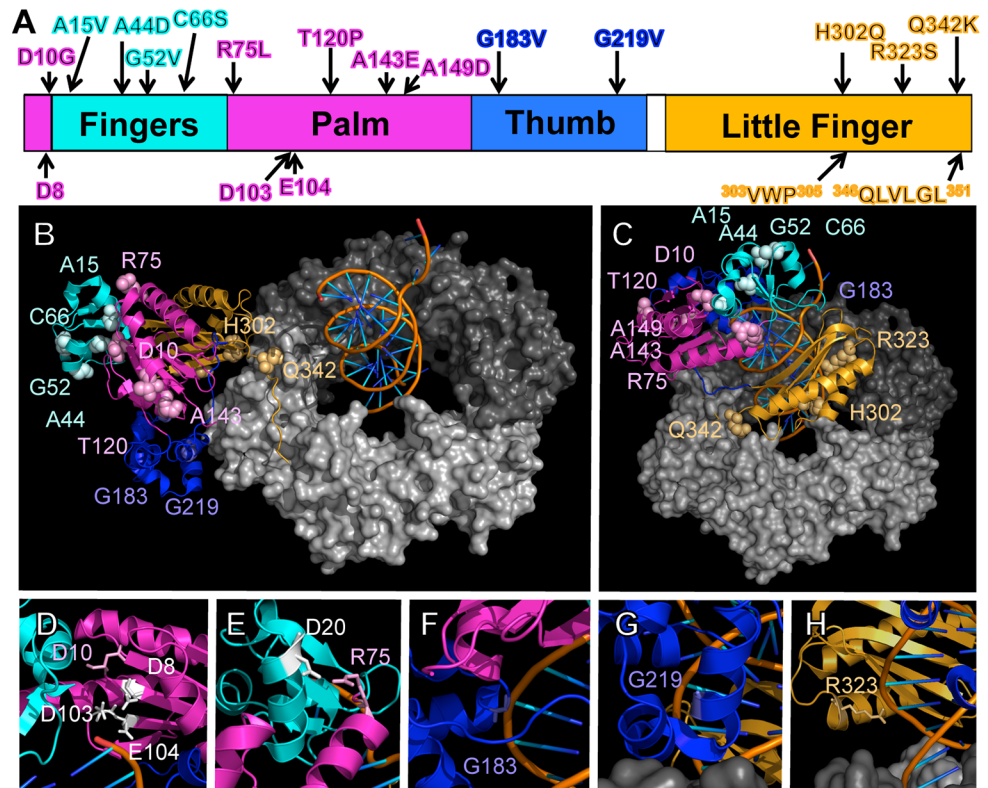 A
D10G
A15V
A44D
G52V
C66S
R75L
T120P
A143E
A149D
G183V
G219V
H302Q
R323S
Q342K
Fingers
Palm
Thumb
Little Finger
D8
D103
E104
303VWP305
346QLVLGL351
B
A15
R75
C66
D10
H302
Q342
G52
A44
A143
T120
G183
G219
C
A15
A44
G52
C66
D10
T120
G183
A149
A143
R75
R323
Q342
H302
D
D10
D8
D103
E104
E
D20
R75
F
G183
G
G219
H
R323